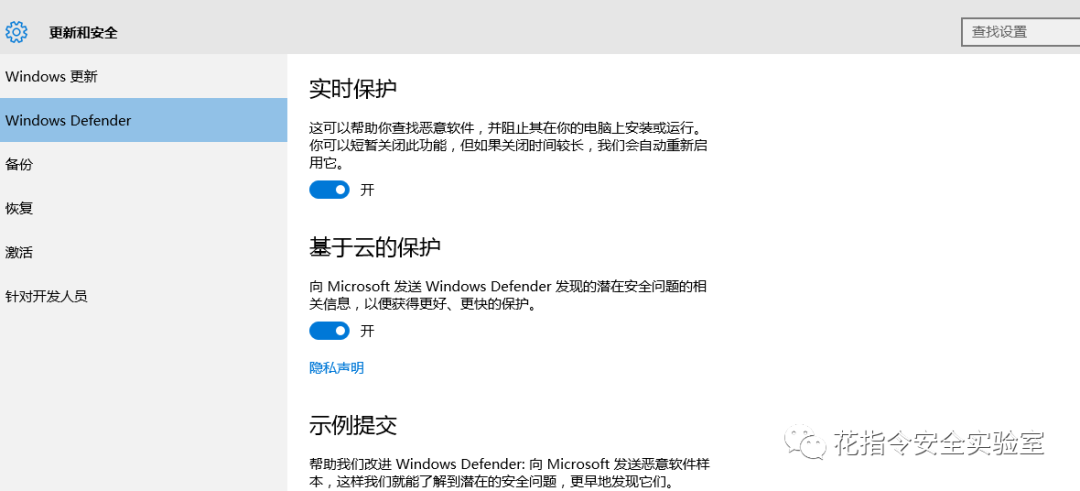 更新和安全
查找设置
Windows 更新
Windows Defender
备份
恢复
激活
针对开发人员
实时保护
这可以帮助你查找恶意软件，并阻止其在你的电脑上安装或运行。
你可以短暂关闭此功能，但如果关闭时间较长，我们会自动重新启
用它。
开
基于云的保护
向 Microsoft 发送 Windows Defender 发现的潜在安全问题的相
关信息，以便获得更好、更快的保护。
开
隐私声明
示例提交
帮助我们改进 Windows Defender: 向 Microsoft 发送恶意软件样
本，这样我们就能了解到潜在的安全问题，更早地发现它们。
花指令安全实验室